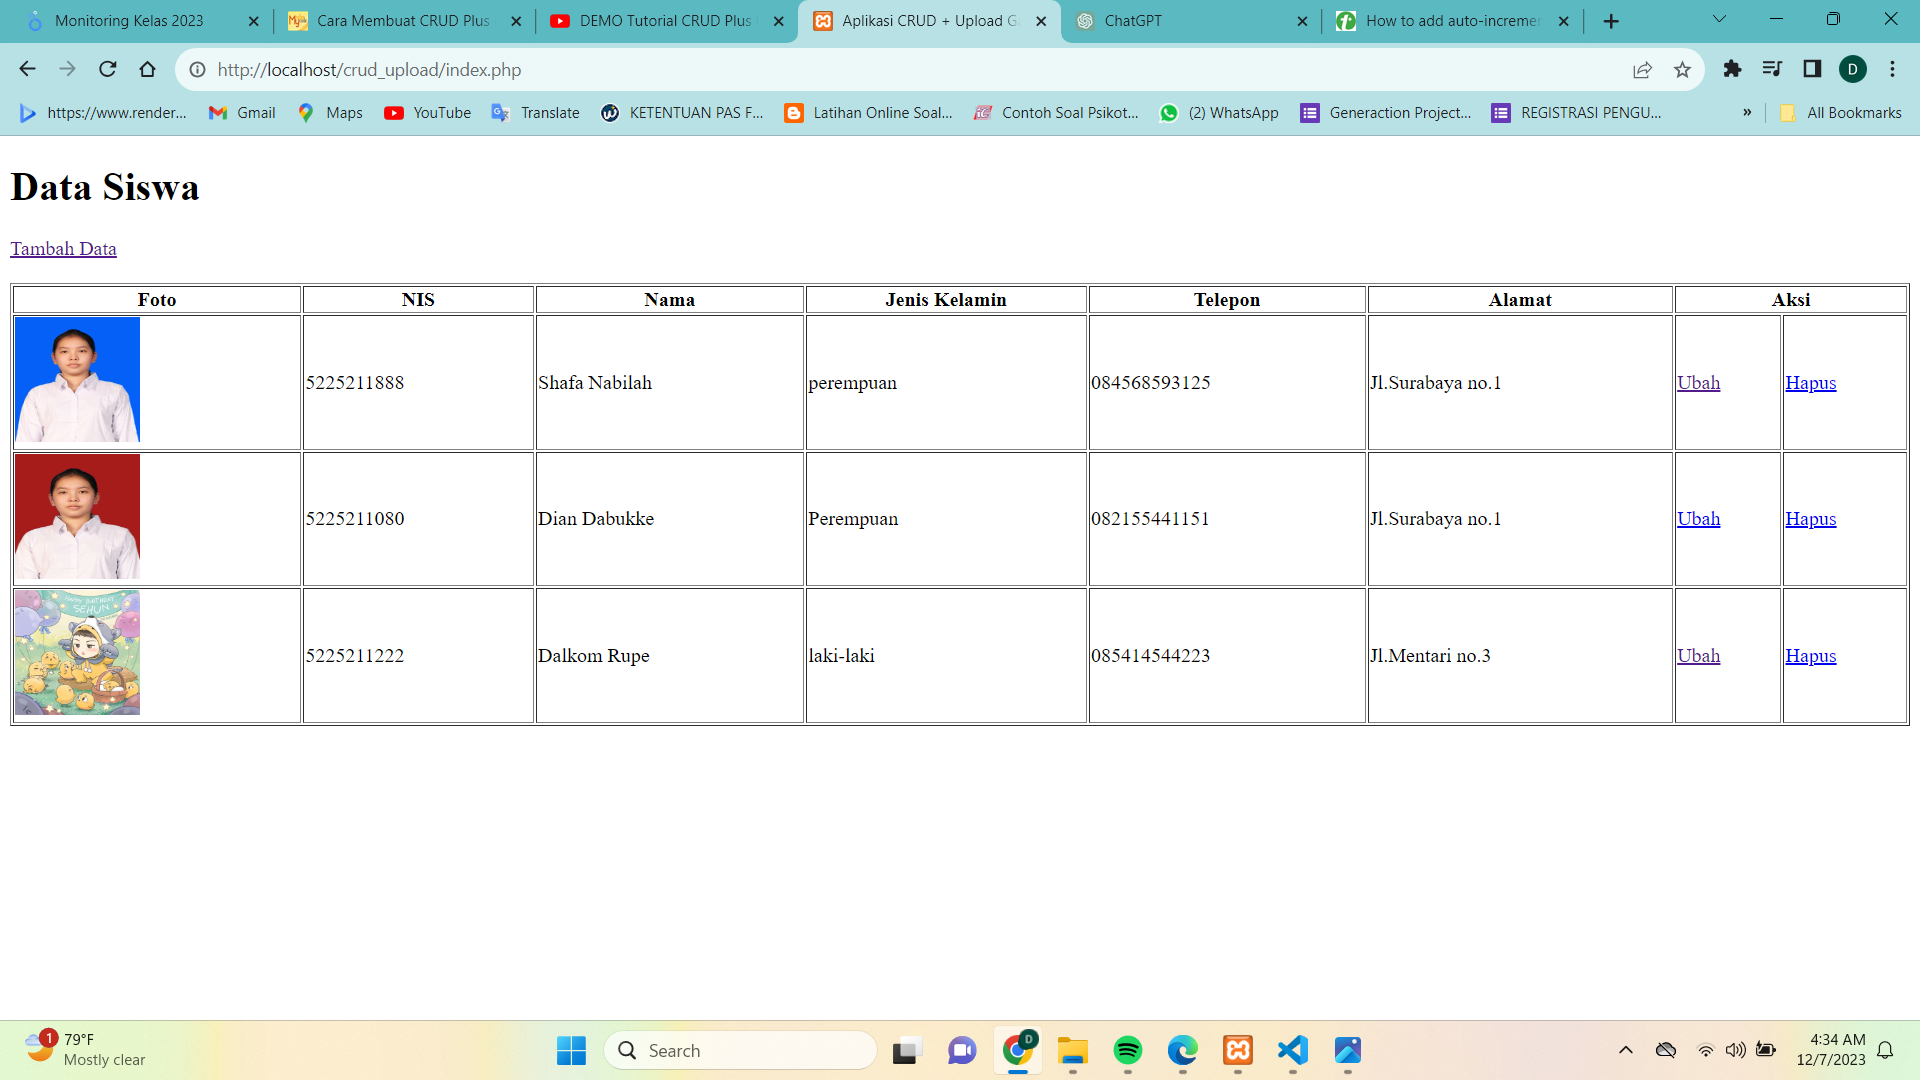 Monitoring Kelas 2023
Cara Membuat CRUD Plus
DEMO Tutorial CRUD Plus
Aplikasi CRUD + Upload G
ChatGPT
How to add auto-incremen
http://localhost/crud_upload/index.php
D
https://www.render...
Gmail
Maps
YouTube
Translate
KETENTUAN PAS F...
Latihan Online Soal...
Contoh Soal Psikot...
(2) WhatsApp
Generaction Project...
REGISTRASI PENGU...
»
All Bookmarks
Data Siswa
Tambah Data
Foto NIS Nama Jenis Kelamin Telepon Alamat Aksi
5225211888 Shafa Nabilah perempuan 084568593125 Jl.Surabaya no.1 Ubah Hapus
5225211080 Dian Dabukke Perempuan 082155441151 Jl.Surabaya no.1 Ubah Hapus
HAPPY BIRTHDAY
SEHUN
5225211222 Dalkom Rupe laki-laki 085414544223 Jl.Mentari no.3 Ubah Hapus
1
79°F
Mostly clear
Search
D
4:34 AM
12/7/2023